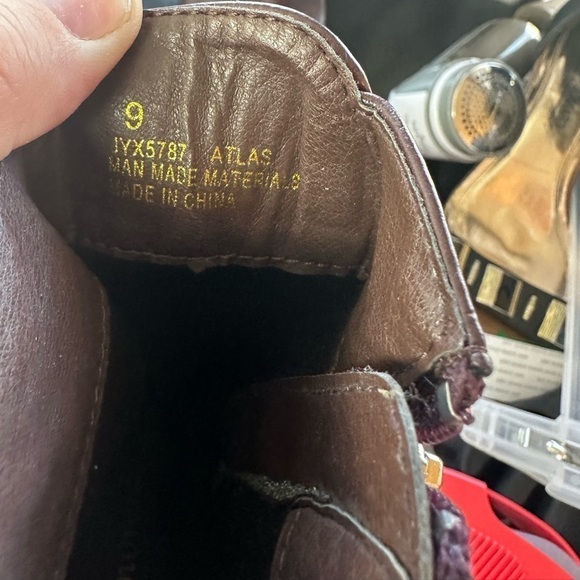 9
IYX5787 ATLAS
MAN MADE MATERIALS
MADE IN CHINA